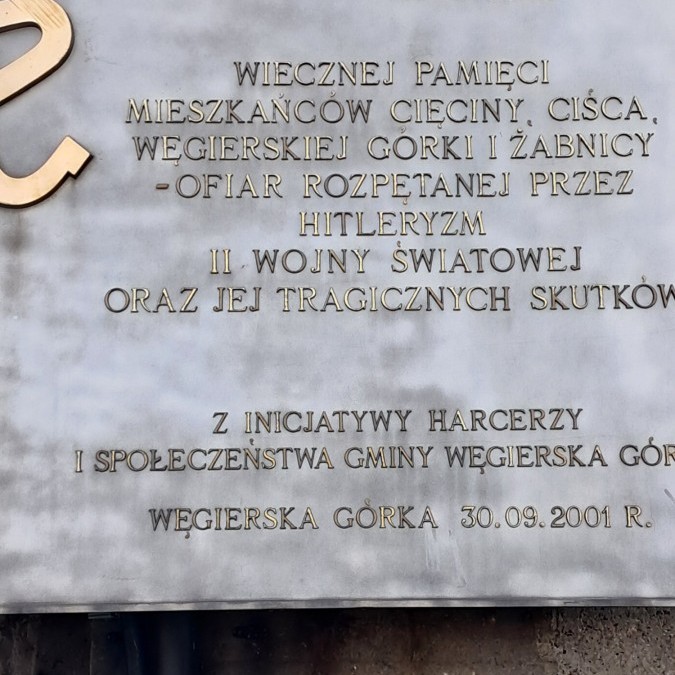 WIECZNEJ PAMIĘCI
MIESZKAŃCÓW CIĘCINY, CIŚCA,
WĘGIERSKIEJ GÓRKI I ŻABNICY
-OFIAR ROZPĘTANEJ PRZEZ
HITLERYZM
II WOJNY ŚWIATOWEJ
ORAZ JEJ TRAGICZNYCH SKUTKÓW
Z INICJATYWY HARCERZY
I SPOŁECZEŃSTWA GMINY WĘGIERSKA GÓR
WĘGIERSKA GÓRKA 30.09.2001 R.